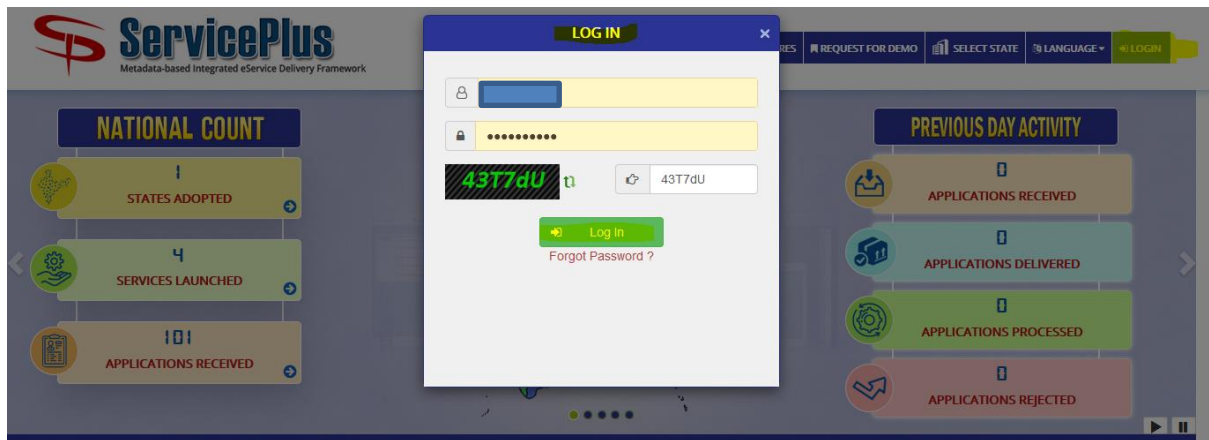 ServicePlus
Metadata-based Integrated eService Delivery Framework
RES
REQUEST FOR DEMO
SELECT STATE
LANGUAGE
LOGIN
LOG IN
×
••••••••••
43T7dU
43T7dU
Log In
Forgot Password ?
NATIONAL COUNT
1
STATES ADOPTED
4
SERVICES LAUNCHED
101
APPLICATIONS RECEIVED
PREVIOUS DAY ACTIVITY
0
APPLICATIONS RECEIVED
0
APPLICATIONS DELIVERED
0
APPLICATIONS PROCESSED
0
APPLICATIONS REJECTED